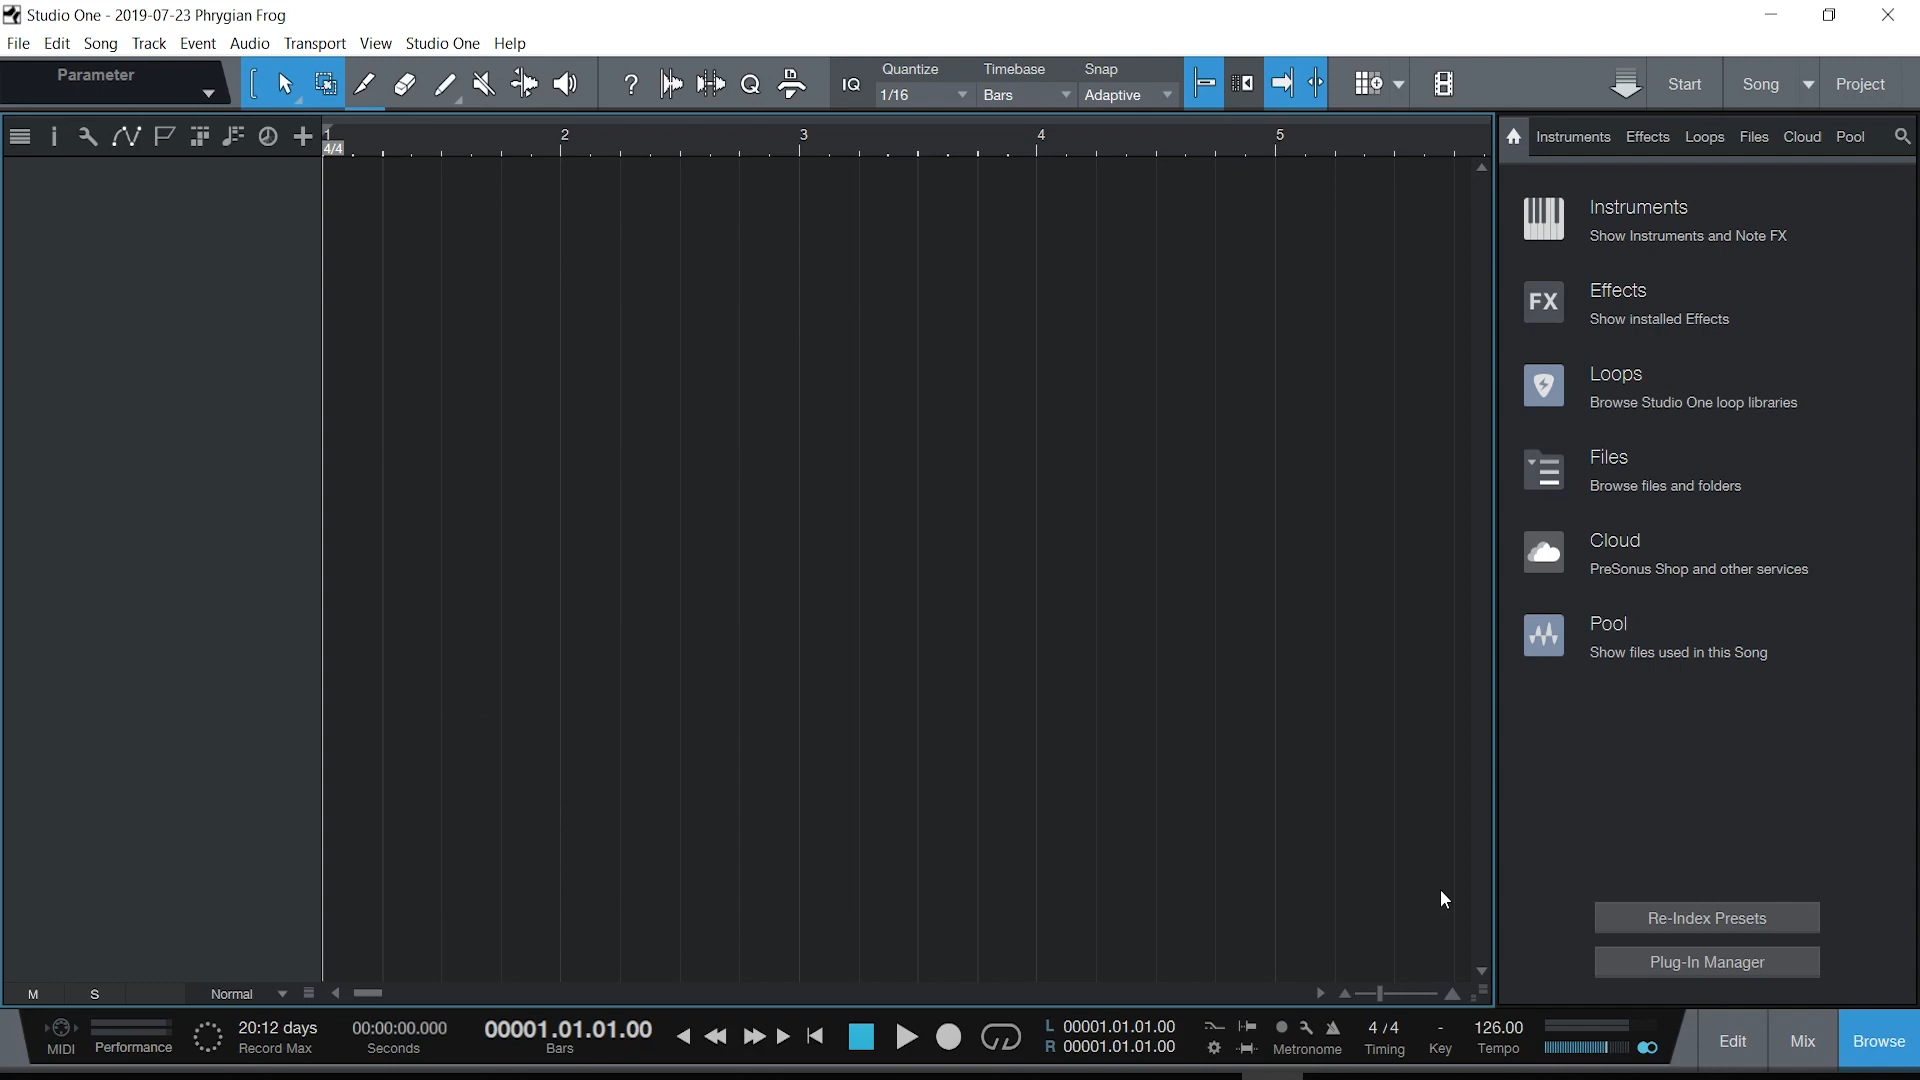 Studio One - 2019-07-23 Phrygian Frog
File Edit Song Track Event Audio Transport View Studio One Help
Parameter
? Q IQ
Quantize Timebase Snap
1/16 Bars Adaptive
Start Song Project
i
1 2 3 4 5
4/4
Instruments Effects Loops Files Cloud Pool
Instruments
Show Instruments and Note FX
FX
Effects
Show installed Effects
Loops
Browse Studio One loop libraries
Files
Browse files and folders
Cloud
PreSonus Shop and other services
Pool
Show files used in this Song
Re-Index Presets
Plug-In Manager
M S Normal
MIDI
Performance
20:12 days
Record Max
00:00:00.000
Seconds
00001.01.01.00
Bars
L 00001.01.01.00
R 00001.01.01.00
Metronome
4 / 4
Timing
-
Key
126.00
Tempo
Edit Mix Browse